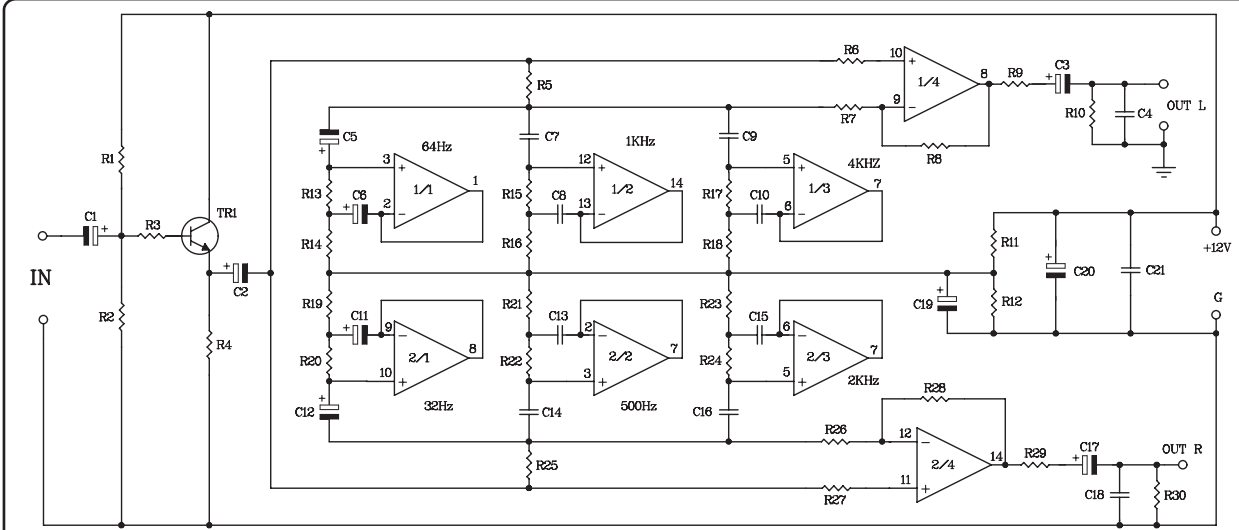 R6
10
+
C3
R5
1/4
8
R9
+
9
−
R7
R10
C4
OUT L
C5
+
C7
C9
R8
64Hz
1KHz
4KHZ
R1
3
+
1
12
+
14
5
+
7
R13
C6
1/1
R15
C8
1/2
R17
C10
1/3
+
2
−
13
−
6
−
TR1
C1
+
R3
R14
R16
R18
R11
+12V
IN
+
C2
+
C20
C21
+
C19
R12
G
R2
R19
C11
R21
C13
R23
C15
+
9
−
8
2
−
7
6
−
7
R4
R20
2/1
R22
2/2
R24
2/3
10
+
3
+
5
+
2KHz
+
C12
32Hz
C14
500Hz
C16
R28
R26
12
−
OUT R
2/4
14
R29
+
C17
R25
11
+
R27
C18
R30